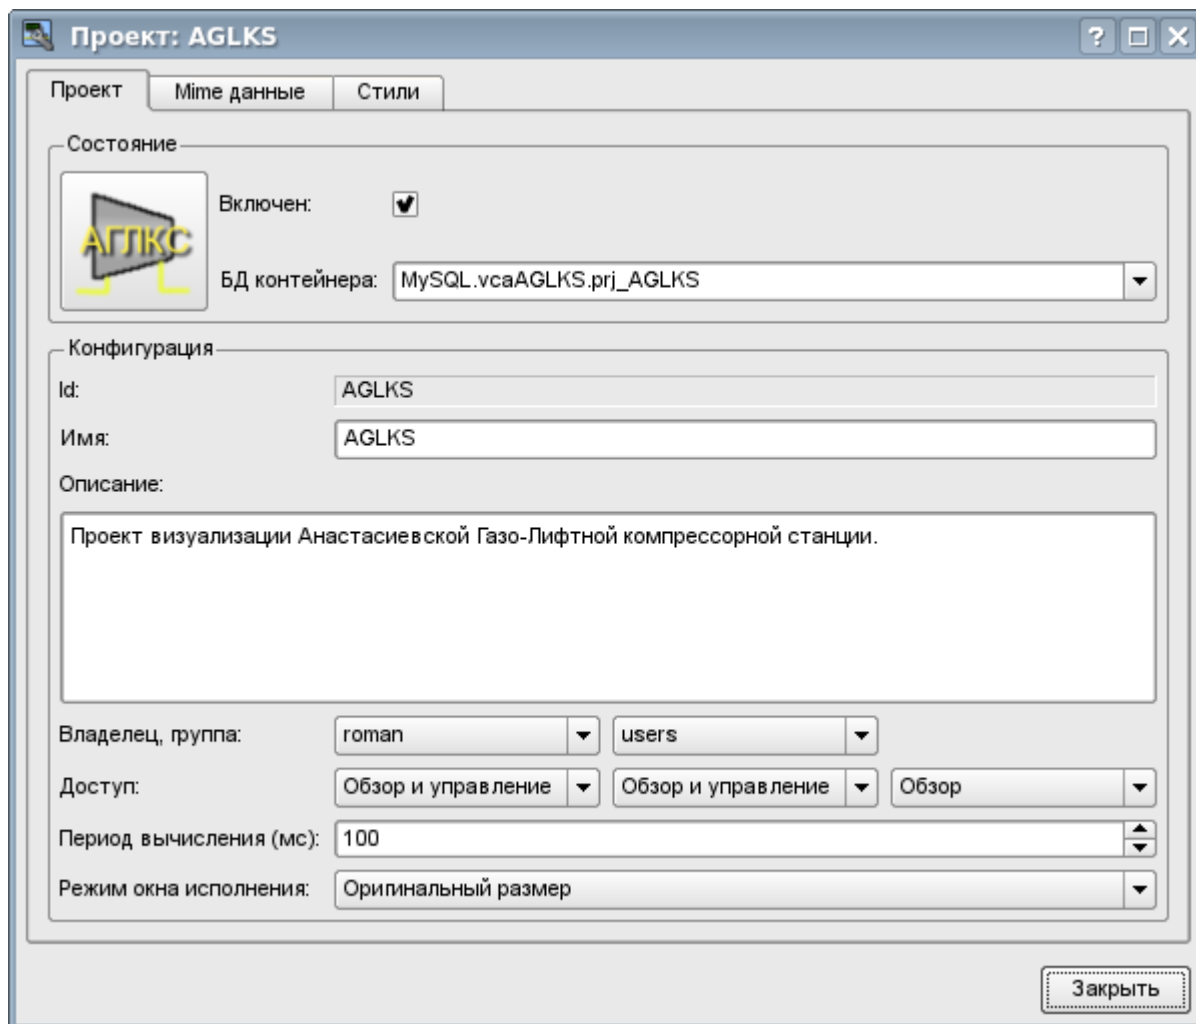 Проект: AGLKS
Проект Mime данные Стили
Состояние
АГЛКС
Включен:
БД контейнера: MySQL.vcaAGLKS.prj_AGLKS
Конфигурация
Id: AGLKS
Имя: AGLKS
Описание:
Проект визуализации Анастасиевской Газо-Лифтной компрессорной станции.
Владелец, группа: roman users
Доступ: Обзор и управление Обзор и управление Обзор
Период вычисления (мс): 100
Режим окна исполнения: Оригинальный размер
Закрыть